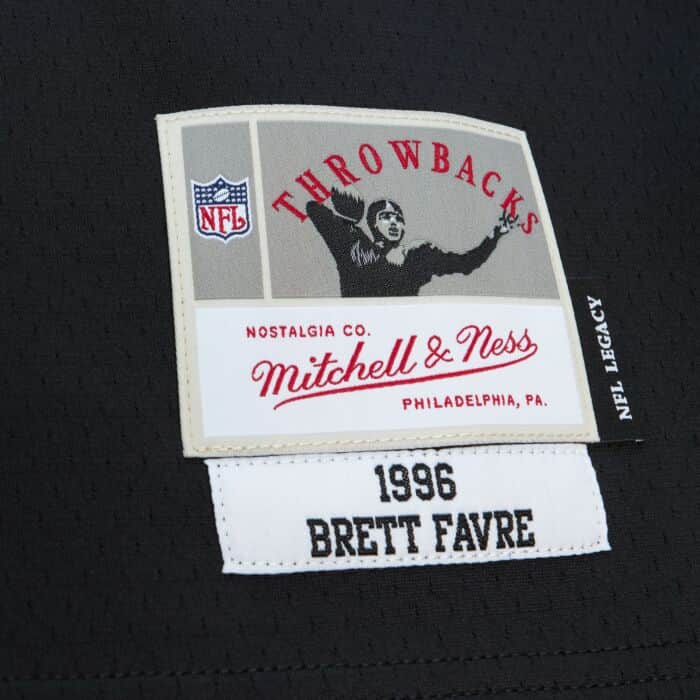 THROWBACKS
NFL
NOSTALGIA CO.
Mitchell & Ness
PHILADELPHIA, PA.
NFL LEGACY
1996
BRETT FAVRE